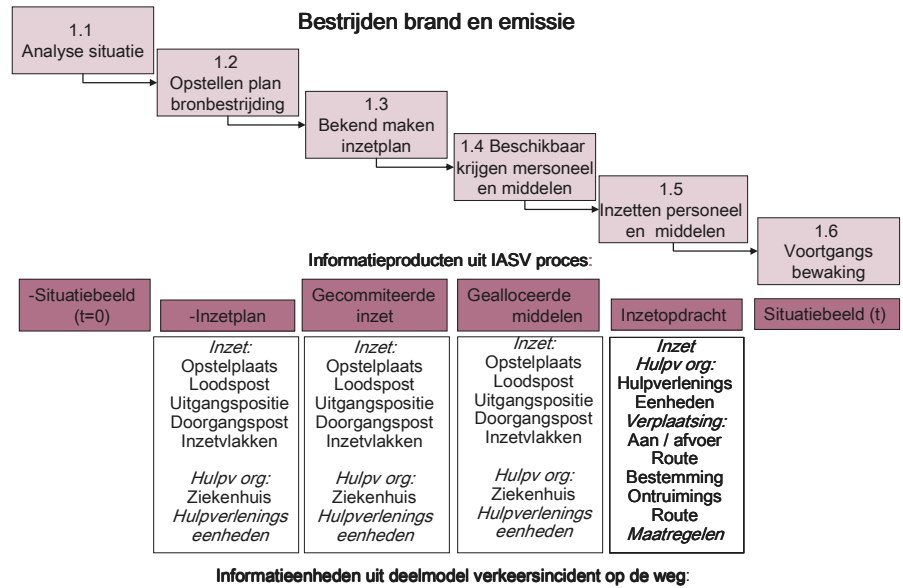 Bestrijden brand en emissie
1.1
Analyse situatie
1.2
Opstellen plan
bronbestrijding
1.3
Bekend maken
inzetplan
1.4 Beschikbaar
krijgen mersoneel
en middelen
1.5
Inzetten personeel
en middelen
1.6
Voortgangs
bewaking
Informatieproducten uit IASV proces:
-Situatiebeeld
(t=0)
-Inzetplan
Gecommiteerde
inzet
Gealloceerde
middelen
Inzetopdracht
Situatiebeeld (t)
Inzet:
Opstelplaats
Loodspost
Uitgangspositie
Doorgangspost
Inzetvlakken
Hulpv org:
Ziekenhuis
Hulpverlenings
eenheden
Inzet:
Opstelplaats
Loodspost
Uitgangspositie
Doorgangspost
Inzetvlakken
Hulpv org:
Ziekenhuis
Hulpverlenings
eenheden
Inzet:
Opstelplaats
Loodspost
Uitgangspositie
Doorgangspost
Inzetvlakken
Hulpv org:
Ziekenhuis
Hulpverlenings
eenheden
Inzet
Hulpv org:
Hulpverlenings
Eenheden
Verplaatsing:
Aan / afvoer
Route
Bestemming
Ontruimings
Route
Maatregelen
Informatieenheden uit deelmodel verkeersincident op de weg: